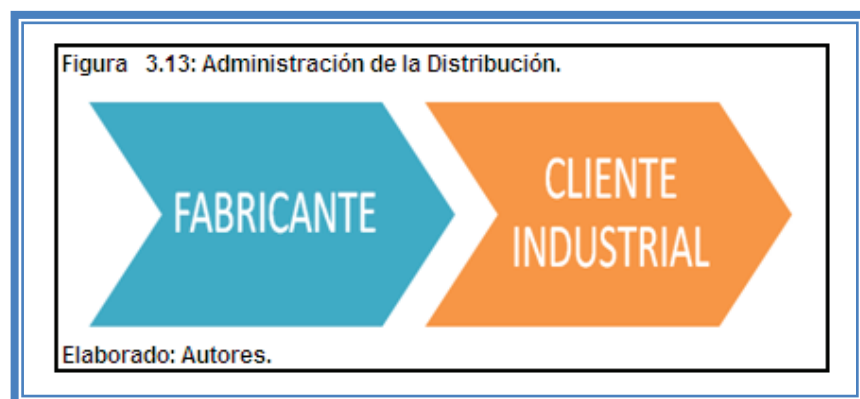 Figura 3.13: Administración de la Distribución.
FABRICANTE
CLIENTE
INDUSTRIAL
Elaborado: Autores.